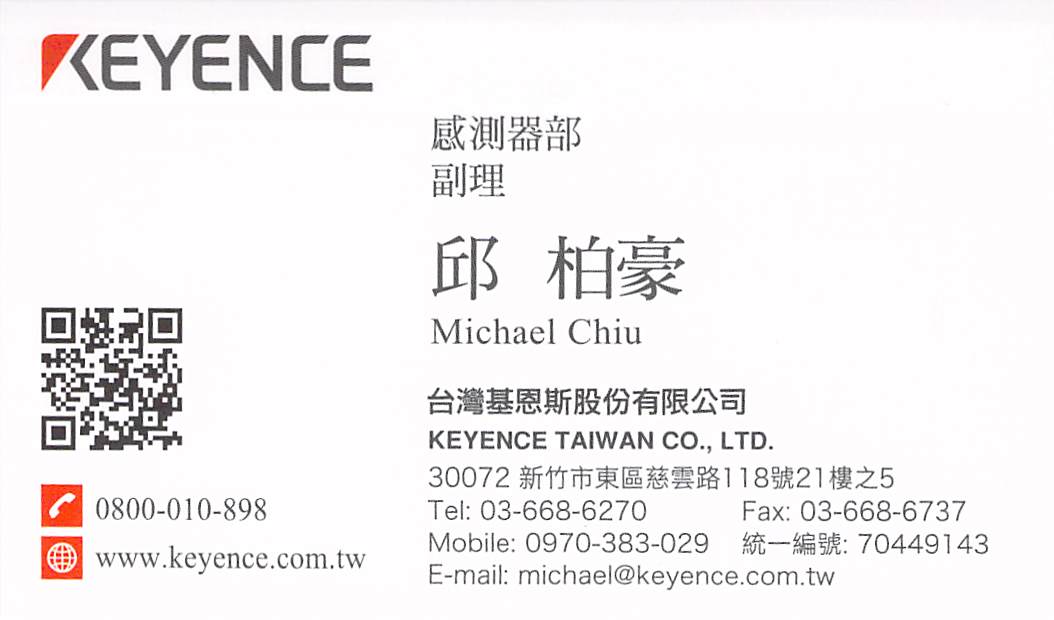 KEYENCE
感測器部
副理
邱 柏豪
Michael Chiu
台灣基恩斯股份有限公司
KEYENCE TAIWAN CO., LTD.
30072 新竹市東區慈雲路118號21樓之5
Tel: 03-668-6270 Fax: 03-668-6737
Mobile: 0970-383-029 統一編號: 70449143
E-mail: michael@keyence.com.tw
0800-010-898
www.keyence.com.tw